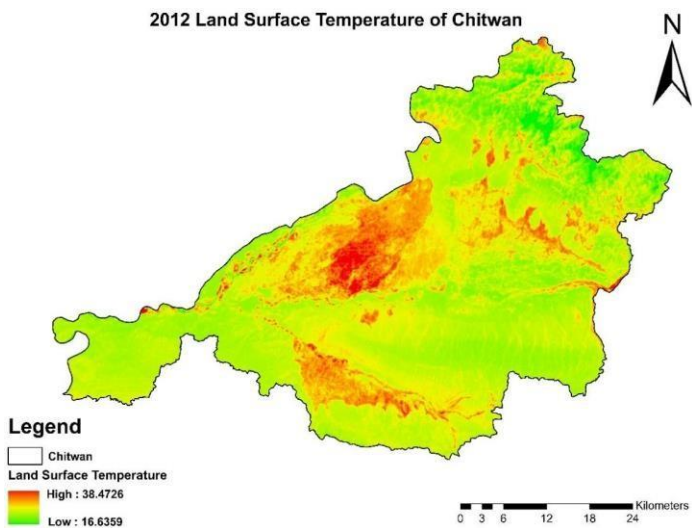 2012 Land Surface Temperature of Chitwan
N
Legend
Chitwan
Land Surface Temperature
High : 38.4726
Low : 16.6359
Kilometers
0 3 6 12 18 24